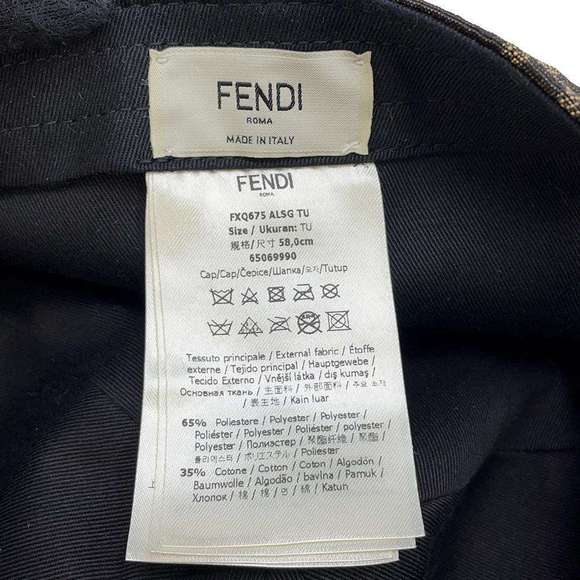 FENDI
ROMA
MADE IN ITALY
FENDI
ROMA
FXQ675 ALSG TU
Size / Ukuran: TU
规格/尺寸 58,0cm
65069990
Cap/Cap/Čepice/Шапка/모자/Tutup
Tessuto principale / External fabric / Étoffe
externe / Tejido principal / Hauptgewebe /
Tecido Externo / Vnější látka / dış kumaş /
Основная ткань / 主面料 / 外部面料 / 주요 소재
/ 表生地 / Kain luar
65% Poliestere / Polyester / Polyester /
Poliéster / Polyester / Poliéster / polyester /
Polyester / Полиэстер / 聚酯纤维 / 聚酯 /
폴리에스터 / ポリエステル / Poliester
35% Cotone / Cotton / Coton / Algodón /
Baumwolle / Algodão / bavlna / Pamuk /
Хлопок / 棉 / 棉 / 면 / 綿 / Katun